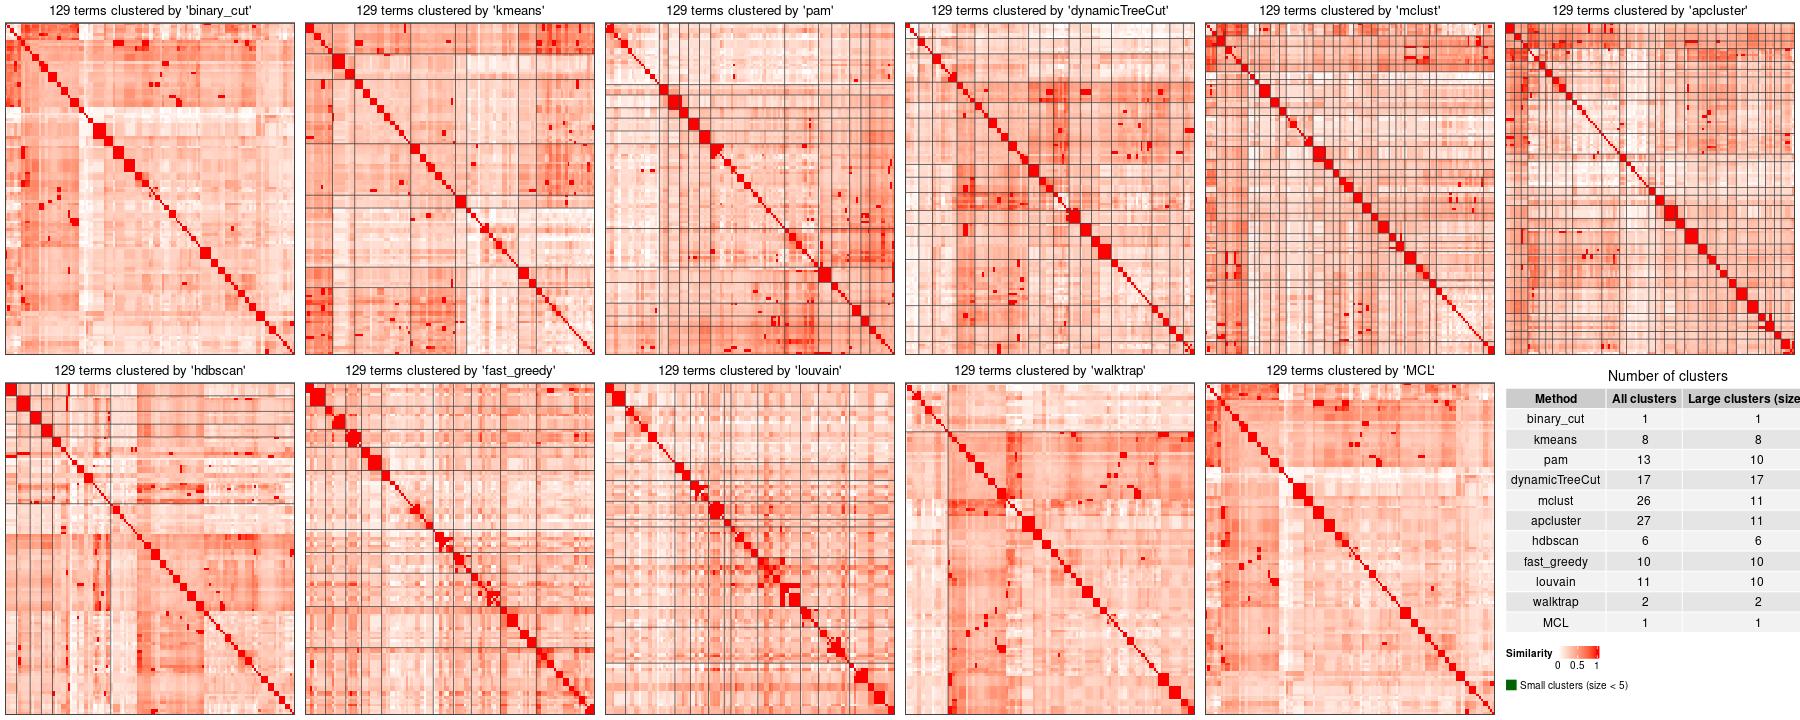 129 terms clustered by 'binary_cut'
129 terms clustered by 'kmeans'
129 terms clustered by 'pam'
129 terms clustered by 'dynamicTreeCut'
129 terms clustered by 'mclust'
129 terms clustered by 'apcluster'
129 terms clustered by 'hdbscan'
129 terms clustered by 'fast_greedy'
129 terms clustered by 'louvain'
129 terms clustered by 'walktrap'
129 terms clustered by 'MCL'
Number of clusters
Method All clusters Large clusters (size
binary_cut 1 1
kmeans 8 8
pam 13 10
dynamicTreeCut 17 17
mclust 26 11
apcluster 27 11
hdbscan 6 6
fast_greedy 10 10
louvain 11 10
walktrap 2 2
MCL 1 1
Similarity
0 0.5 1
Small clusters (size < 5)